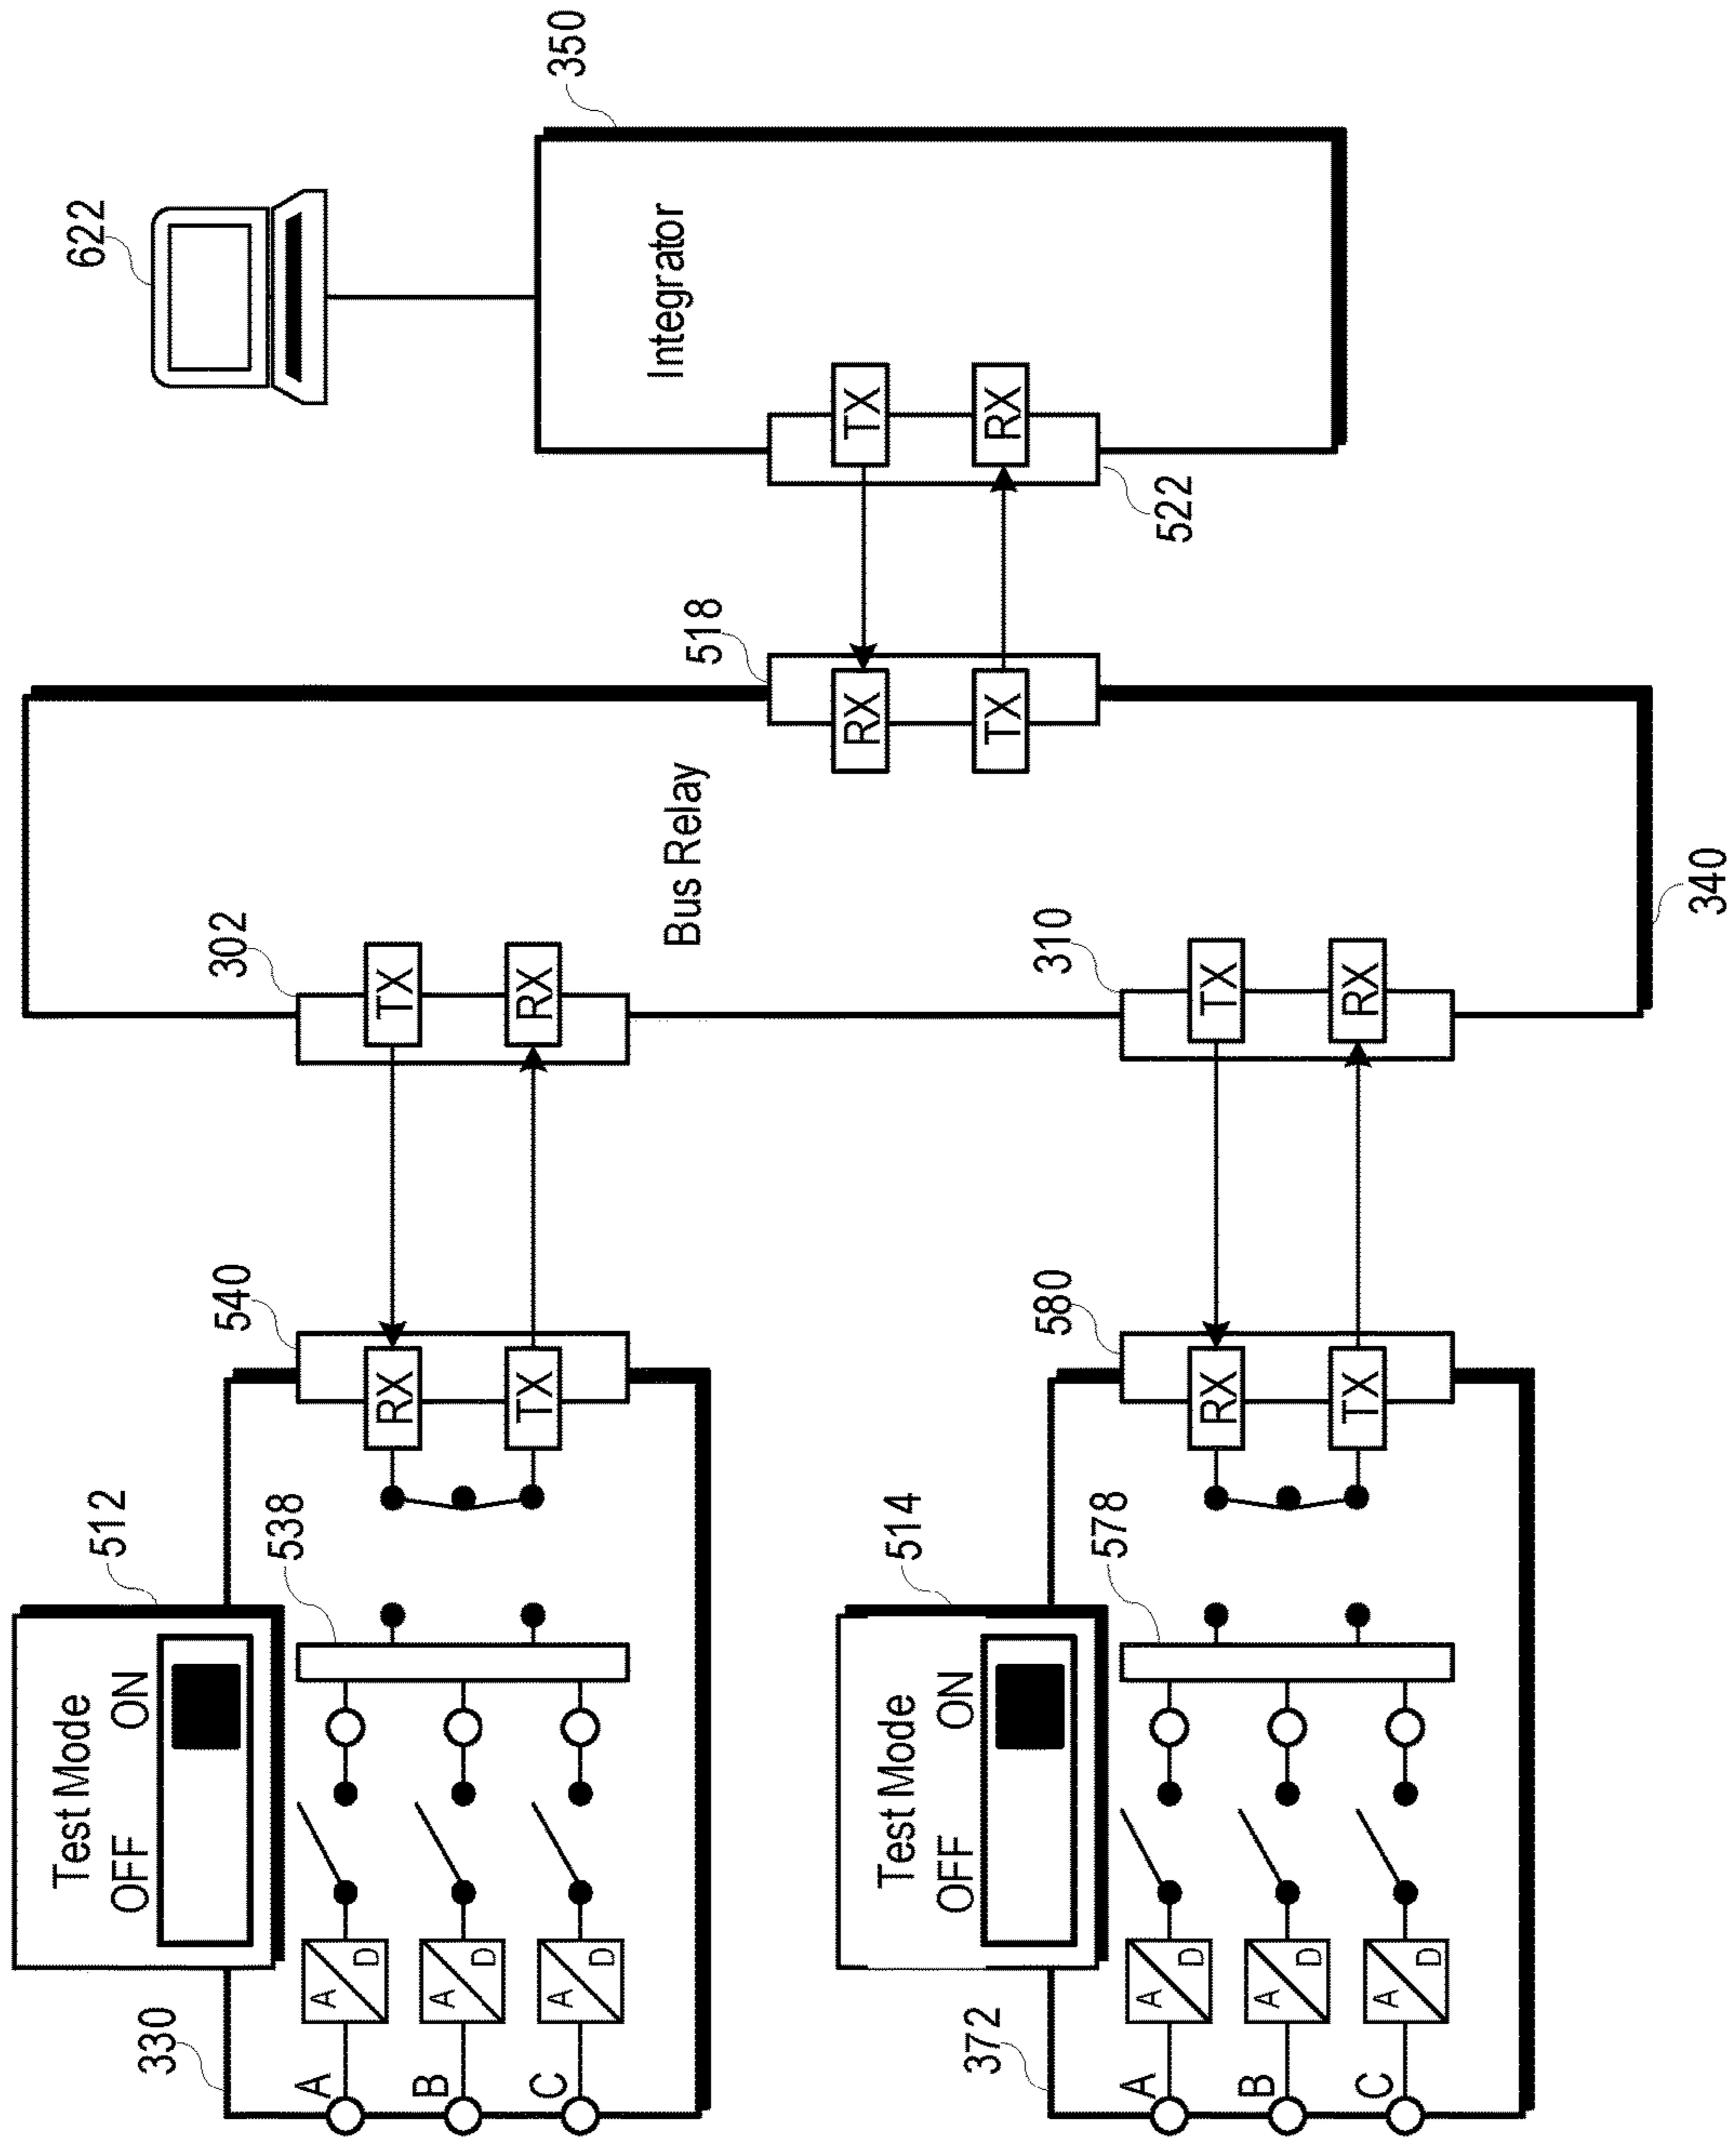 622
350
Integrator
TX
RX
522
518
RX
TX
Bus Relay
302
TX
RX
310
TX
RX
340
540
RX
TX
580
RX
TX
512
Test Mode
OFF ON
538
330
A
A D
B
A D
C
A D
514
Test Mode
OFF ON
578
372
A
A D
B
A D
C
A D